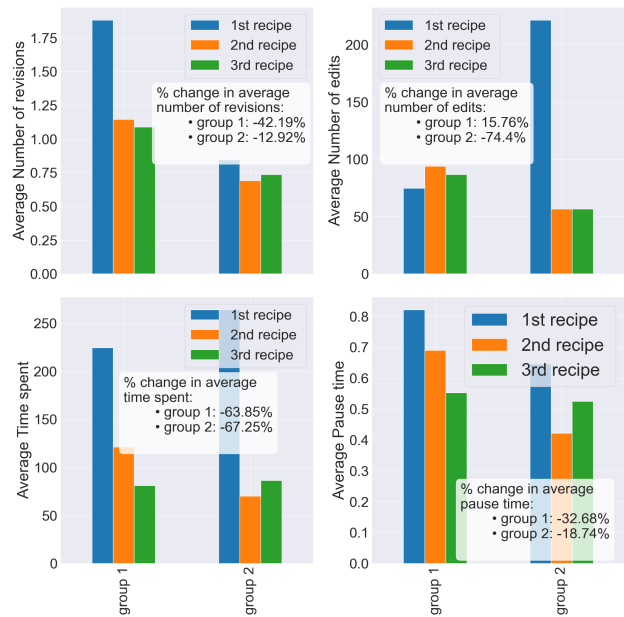 Average Number of revisions
1.75
1.50
1.25
1.00
0.75
0.50
0.25
0.00
1st recipe
2nd recipe
3rd recipe
% change in average
number of revisions:
• group 1: -42.19%
• group 2: -12.92%
Average Number of edits
200
150
100
50
0
1st recipe
2nd recipe
3rd recipe
% change in average
number of edits:
• group 1: 15.76%
• group 2: -74.4%
Average Time spent
250
200
150
100
50
0
1st recipe
2nd recipe
3rd recipe
% change in average
time spent:
• group 1: -63.85%
• group 2: -67.25%
group 1
group 2
Average Pause time
0.8
0.7
0.6
0.5
0.4
0.3
0.2
0.1
0.0
1st recipe
2nd recipe
3rd recipe
% change in average
pause time:
• group 1: -32.68%
• group 2: -18.74%
group 1
group 2